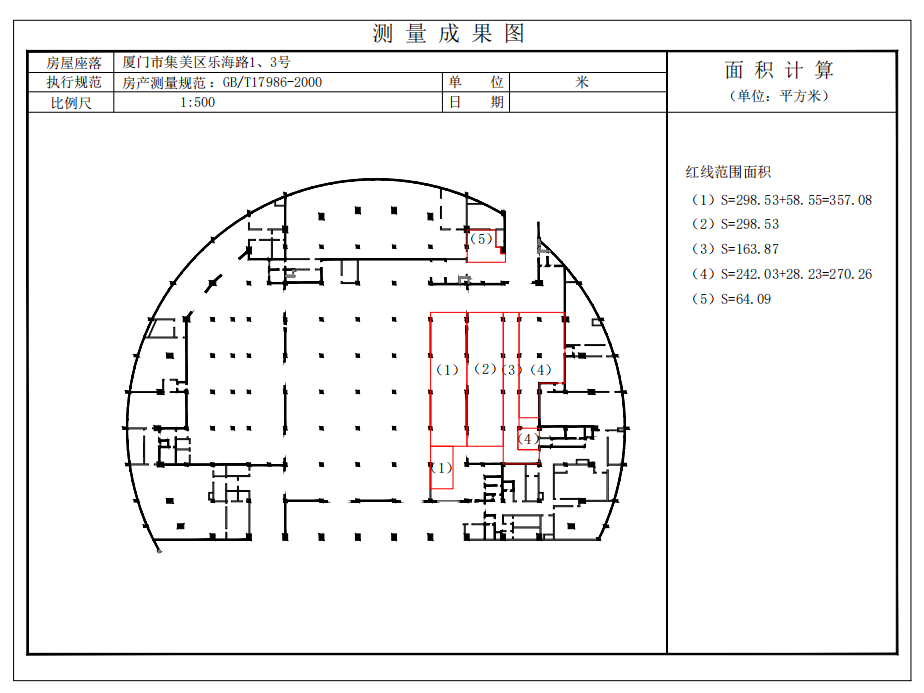 测量成果图
房屋座落 厦门市集美区乐海路1、3号
执行规范 房产测量规范：GB/T17986-2000 单 位 米
比例尺 1:500 日 期
面积计算
（单位：平方米）
红线范围面积
（1）S=298.53+58.55=357.08
（2）S=298.53
（3）S=163.87
（4）S=242.03+28.23=270.26
（5）S=64.09
（5）
（1） （2） （3） （4）
（4）
（1）